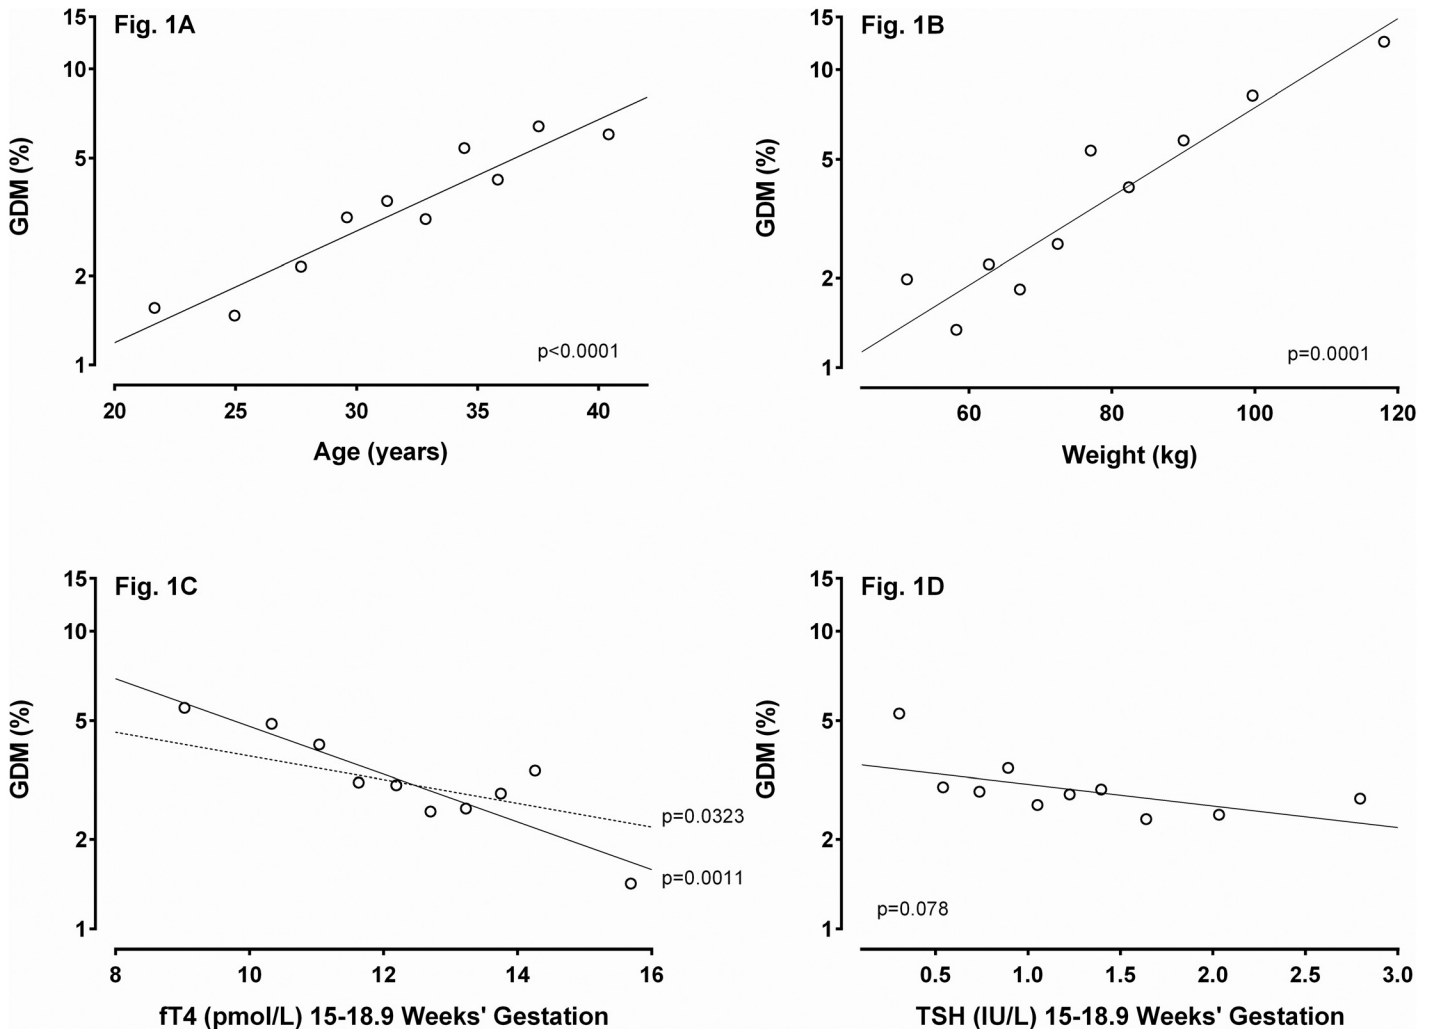 Fig. 1A
GDM (%)
15
10
5
2
1
p<0.0001
20 25 30 35 40
Age (years)
Fig. 1B
GDM (%)
15
10
5
2
1
p=0.0001
60 80 100 120
Weight (kg)
Fig. 1C
GDM (%)
15
10
5
2
1
p=0.0323
p=0.0011
8 10 12 14 16
fT4 (pmol/L) 15-18.9 Weeks' Gestation
Fig. 1D
GDM (%)
15
10
5
2
1
p=0.078
0.5 1.0 1.5 2.0 2.5 3.0
TSH (IU/L) 15-18.9 Weeks' Gestation